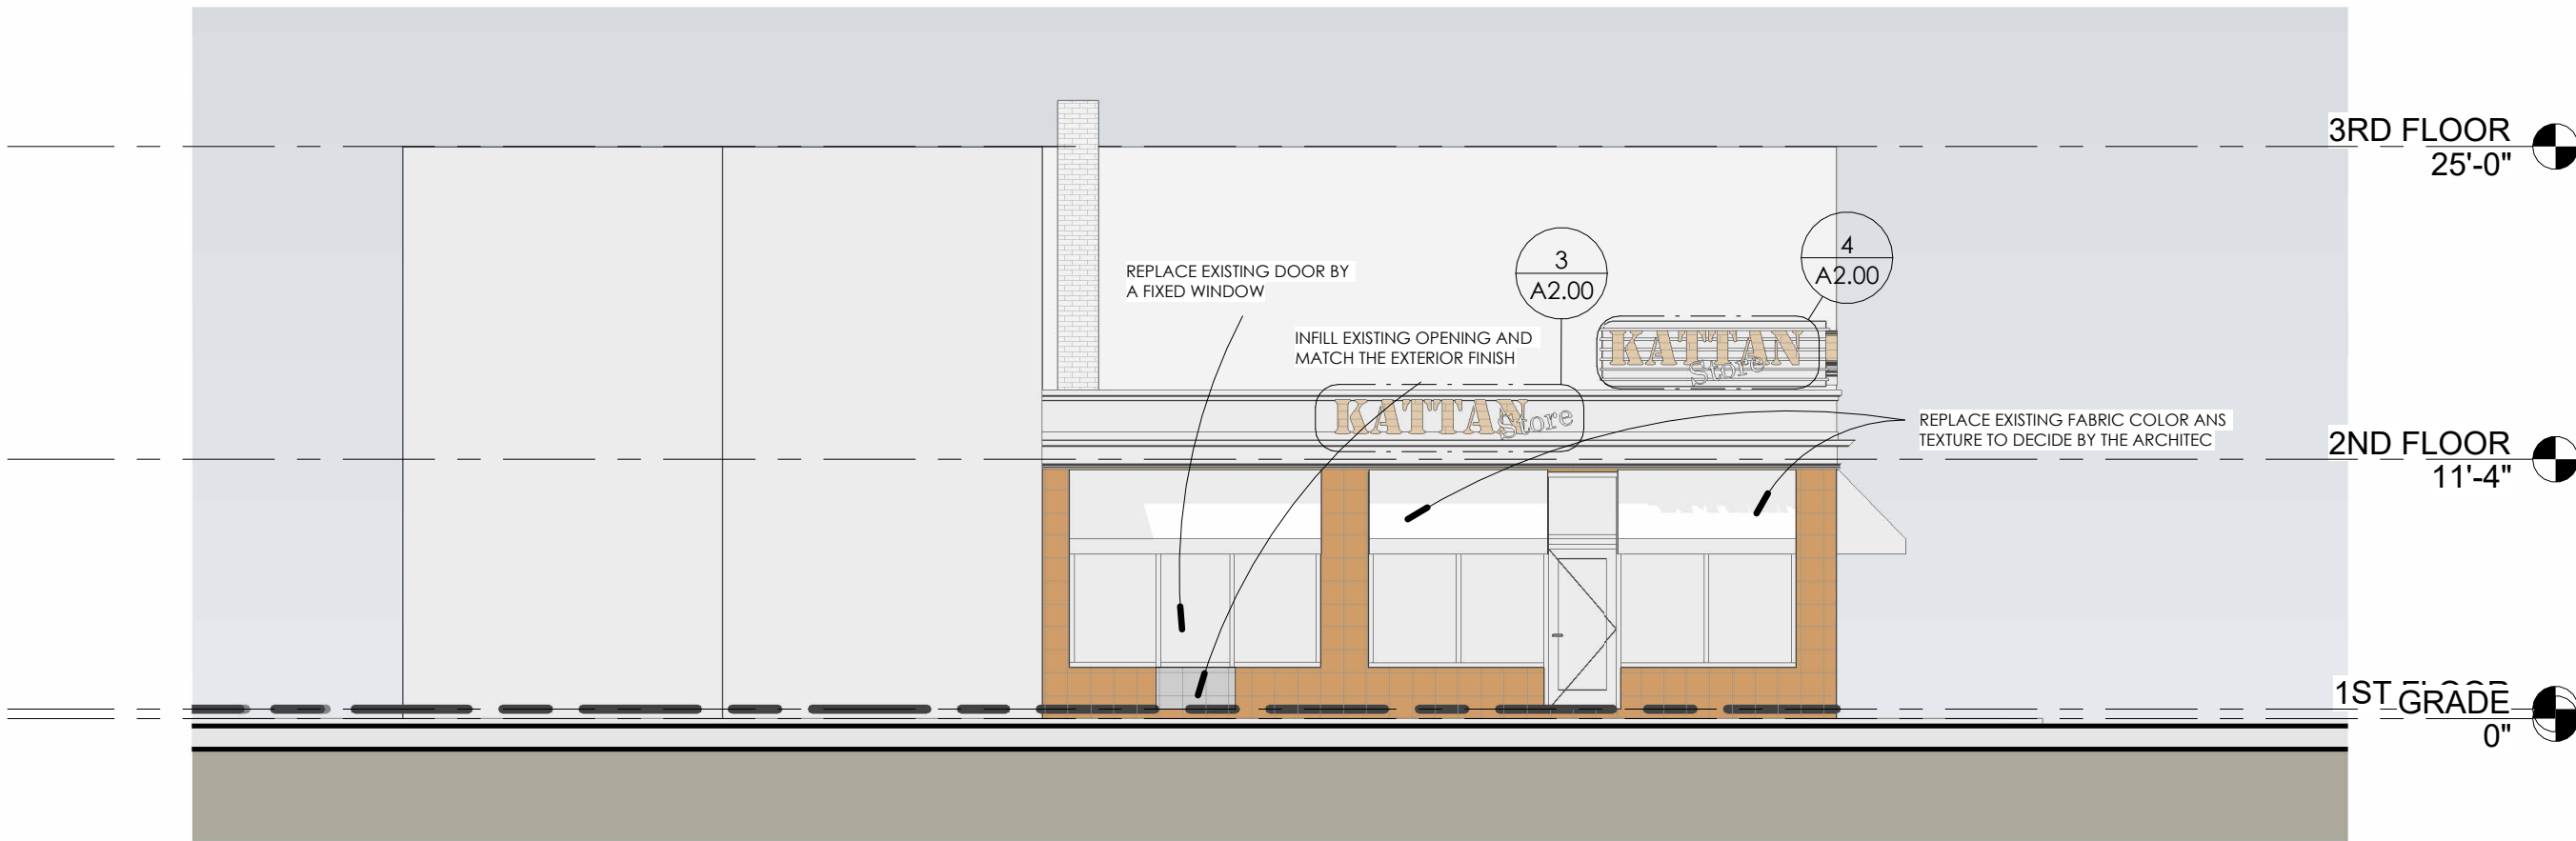 3RD FLOOR
25'-0"
3
A2.00
4
A2.00
REPLACE EXISTING DOOR BY
A FIXED WINDOW
INFILL EXISTING OPENING AND
MATCH THE EXTERIOR FINISH
KATTAN
Store
KATTAN
Store
REPLACE EXISTING FABRIC COLOR ANS
TEXTURE TO DECIDE BY THE ARCHITEC
2ND FLOOR
11'-4"
1ST FLOOR
GRADE
0"